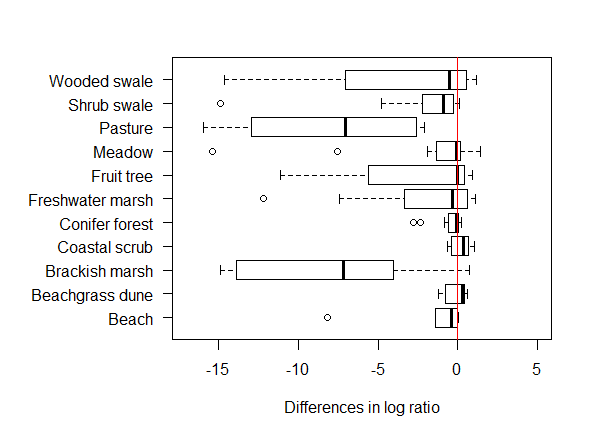 Wooded swale
Shrub swale
Pasture
Meadow
Fruit tree
Freshwater marsh
Conifer forest
Coastal scrub
Brackish marsh
Beachgrass dune
Beach
-15 -10 -5 0 5
Differences in log ratio